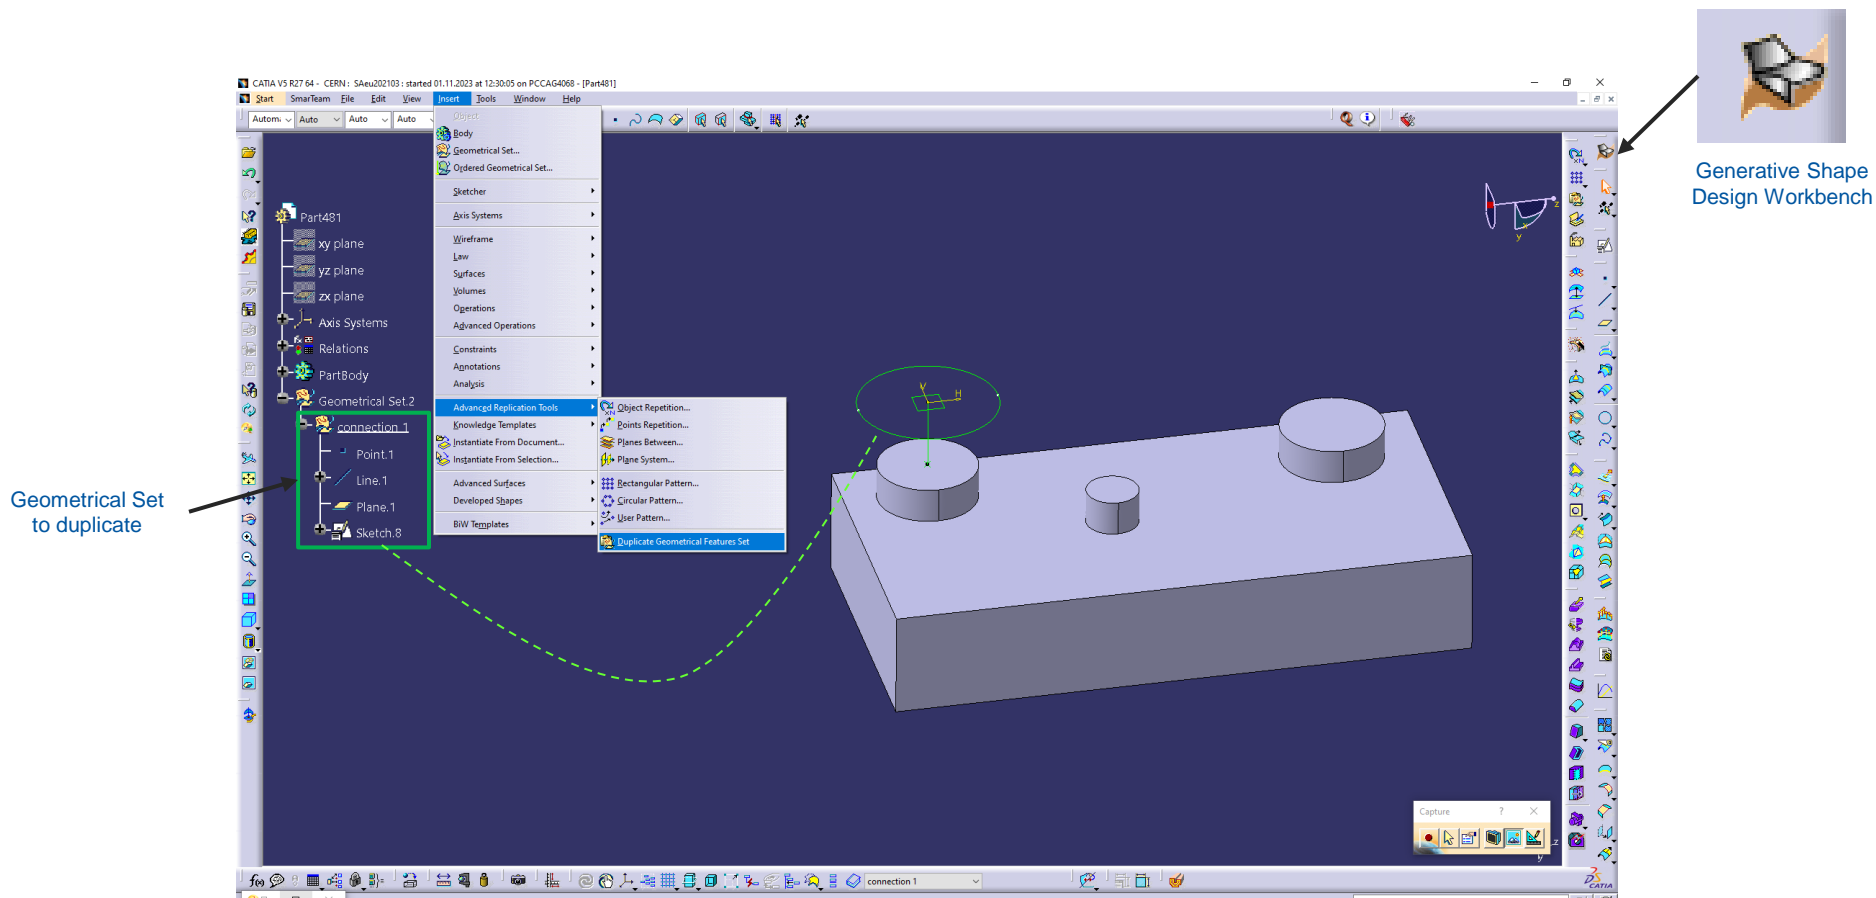 CATIA V5 R27 64 - CERN : SAeu202103 : started 01.11.2023 at 12:30:05 on PCCAG4068 - [Part481]
Start SmarTeam File Edit View Insert Tools Window Help
Auto Auto Auto
Object
Body
Geometrical Set...
Ordered Geometrical Set...
Sketcher
Axis Systems
Wireframe
Law
Surfaces
Volumes
Operations
Advanced Operations
Constraints
Annotations
Analysis
Advanced Replication Tools
Knowledge Templates
Instantiate From Document...
Instantiate From Selection...
Advanced Surfaces
Developed Shapes
BiW Templates
Object Repetition...
Points Repetition...
Planes Between...
Plane System...
Rectangular Pattern...
Circular Pattern...
User Pattern...
Duplicate Geometrical Features Set
Part481
xy plane
yz plane
zx plane
Axis Systems
Relations
PartBody
Geometrical Set.2
connection 1
Point.1
Line.1
Plane.1
Sketch.8
Geometrical Set
to duplicate
Generative Shape
Design Workbench
V
H
z
x
y
Capture
z
y
connection 1
CATIA